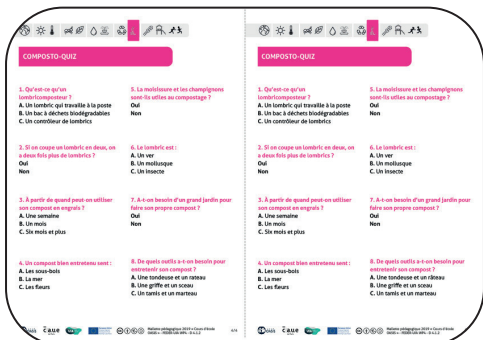 COMPOSTO-QUIZ
1. Qu'est-ce qu'un
lombricomposteur ?
A. Un lombric qui travaille à la poste
B. Un bac à déchets biodégradables
C. Un contrôleur de lombrics
2. Si on coupe un lombric en deux, on
a deux fois plus de lombrics ?
Oui
Non
3. À partir de quand peut-on utiliser
son compost en engrais ?
A. Une semaine
B. Un mois
C. Six mois et plus
4. Un compost bien entretenu sent :
A. Les sous-bois
B. La mer
C. Les fleurs
5. La moisissure et les champignons
sont-ils utiles au compostage ?
Oui
Non
6. Le lombric est :
A. Un ver
B. Un mollusque
C. Un insecte
7. A-t-on besoin d'un grand jardin pour
faire son propre compost ?
Oui
Non
8. De quels outils a-t-on besoin pour
entretenir son compost ?
A. Une tondeuse et un râteau
B. Une griffe et un sceau
C. Un tamis et un marteau
c|a|u|e
Mallette pédagogique 2019 « Cours d'école
COMPOSTO-QUIZ
1. Qu'est-ce qu'un
lombricomposteur ?
A. Un lombric qui travaille à la poste
B. Un bac à déchets biodégradables
C. Un contrôleur de lombrics
2. Si on coupe un lombric en deux, on
a deux fois plus de lombrics ?
Oui
Non
3. À partir de quand peut-on utiliser
son compost en engrais ?
A. Une semaine
B. Un mois
C. Six mois et plus
4. Un compost bien entretenu sent :
A. Les sous-bois
B. La mer
C. Les fleurs
5. La moisissure et les champignons
sont-ils utiles au compostage ?
Oui
Non
6. Le lombric est :
A. Un ver
B. Un mollusque
C. Un insecte
7. A-t-on besoin d'un grand jardin pour
faire son propre compost ?
Oui
Non
8. De quels outils a-t-on besoin pour
entretenir son compost ?
A. Une tondeuse et un râteau
B. Une griffe et un sceau
C. Un tamis et un marteau
c|a|u|e
Mallette pédagogique 2019 « Cours d'école